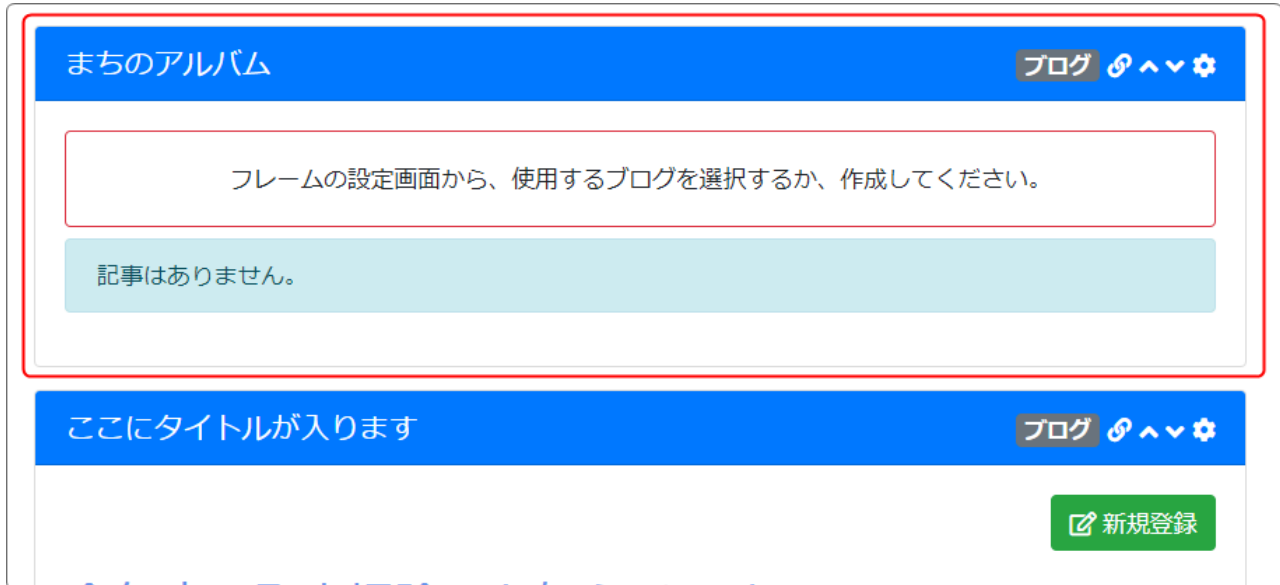 まちのアルバム
ブログ
フレームの設定画面から、使用するブログを選択するか、作成してください。
記事はありません。
ここにタイトルが入ります
ブログ
新規登録